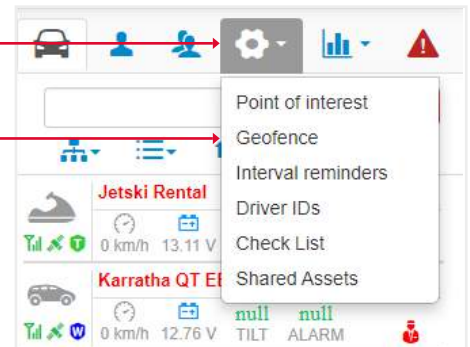 Point of interest
Geofence
Interval reminders
Driver IDs
Check List
Shared Assets
Jetski Rental
T 0 km/h 13.11 V
Karratha QT
null null
W 0 km/h 12.76 V TILT ALARM